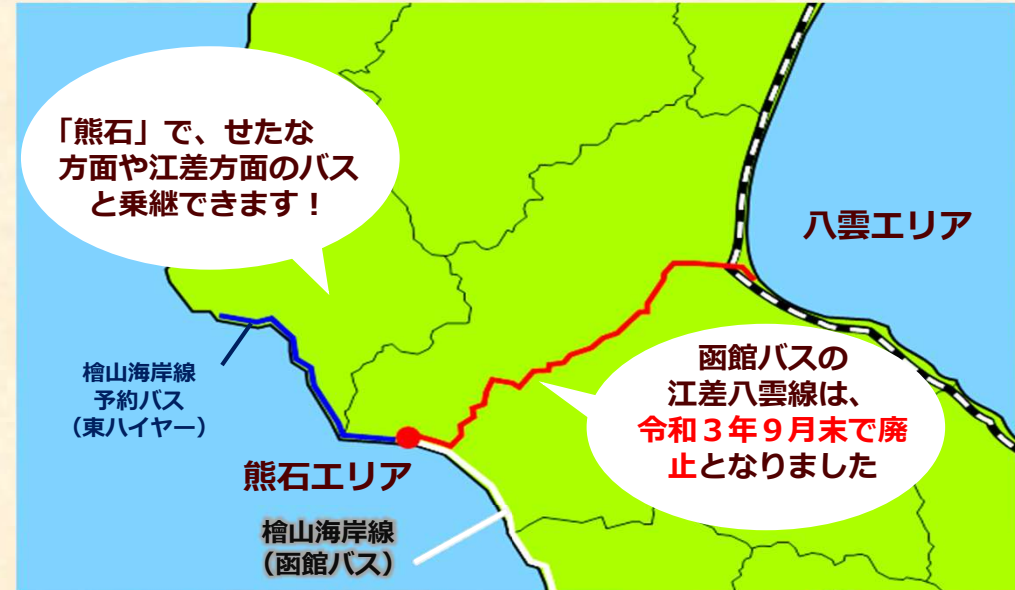 「熊石」で、せたな
方面や江差方面のバス
と乗継できます！
八雲エリア
檜山海岸線
予約バス
（東ハイヤー）
函館バスの
江差八雲線は、
令和３年９月末で廃
止となりました
熊石エリア
檜山海岸線
（函館バス）